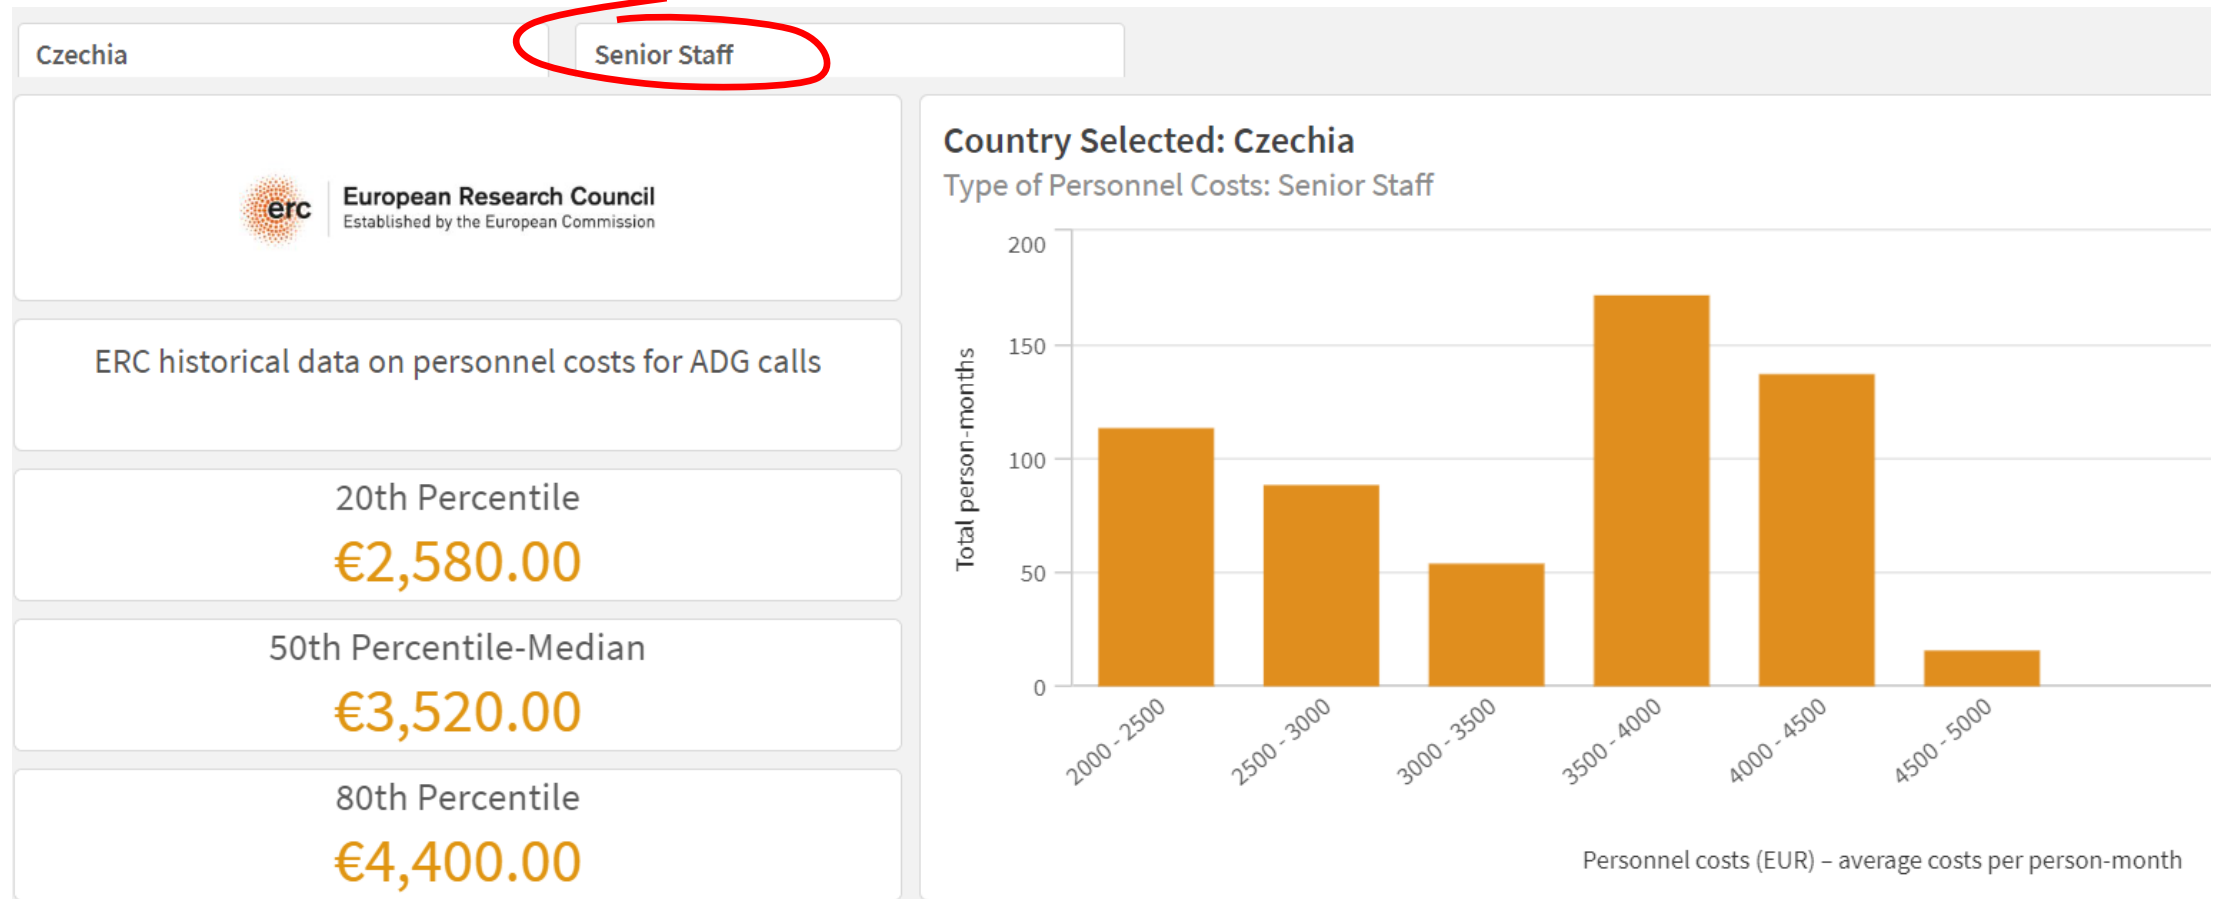 Czechia
Senior Staff
erc
European Research Council
Established by the European Commission
ERC historical data on personnel costs for ADG calls
20th Percentile
€2,580.00
50th Percentile-Median
€3,520.00
80th Percentile
€4,400.00
Country Selected: Czechia
Type of Personnel Costs: Senior Staff
Total person-months
200
150
100
50
0
2000 - 2500
2500 - 3000
3000 - 3500
3500 - 4000
4000 - 4500
4500 - 5000
Personnel costs (EUR) – average costs per person-month